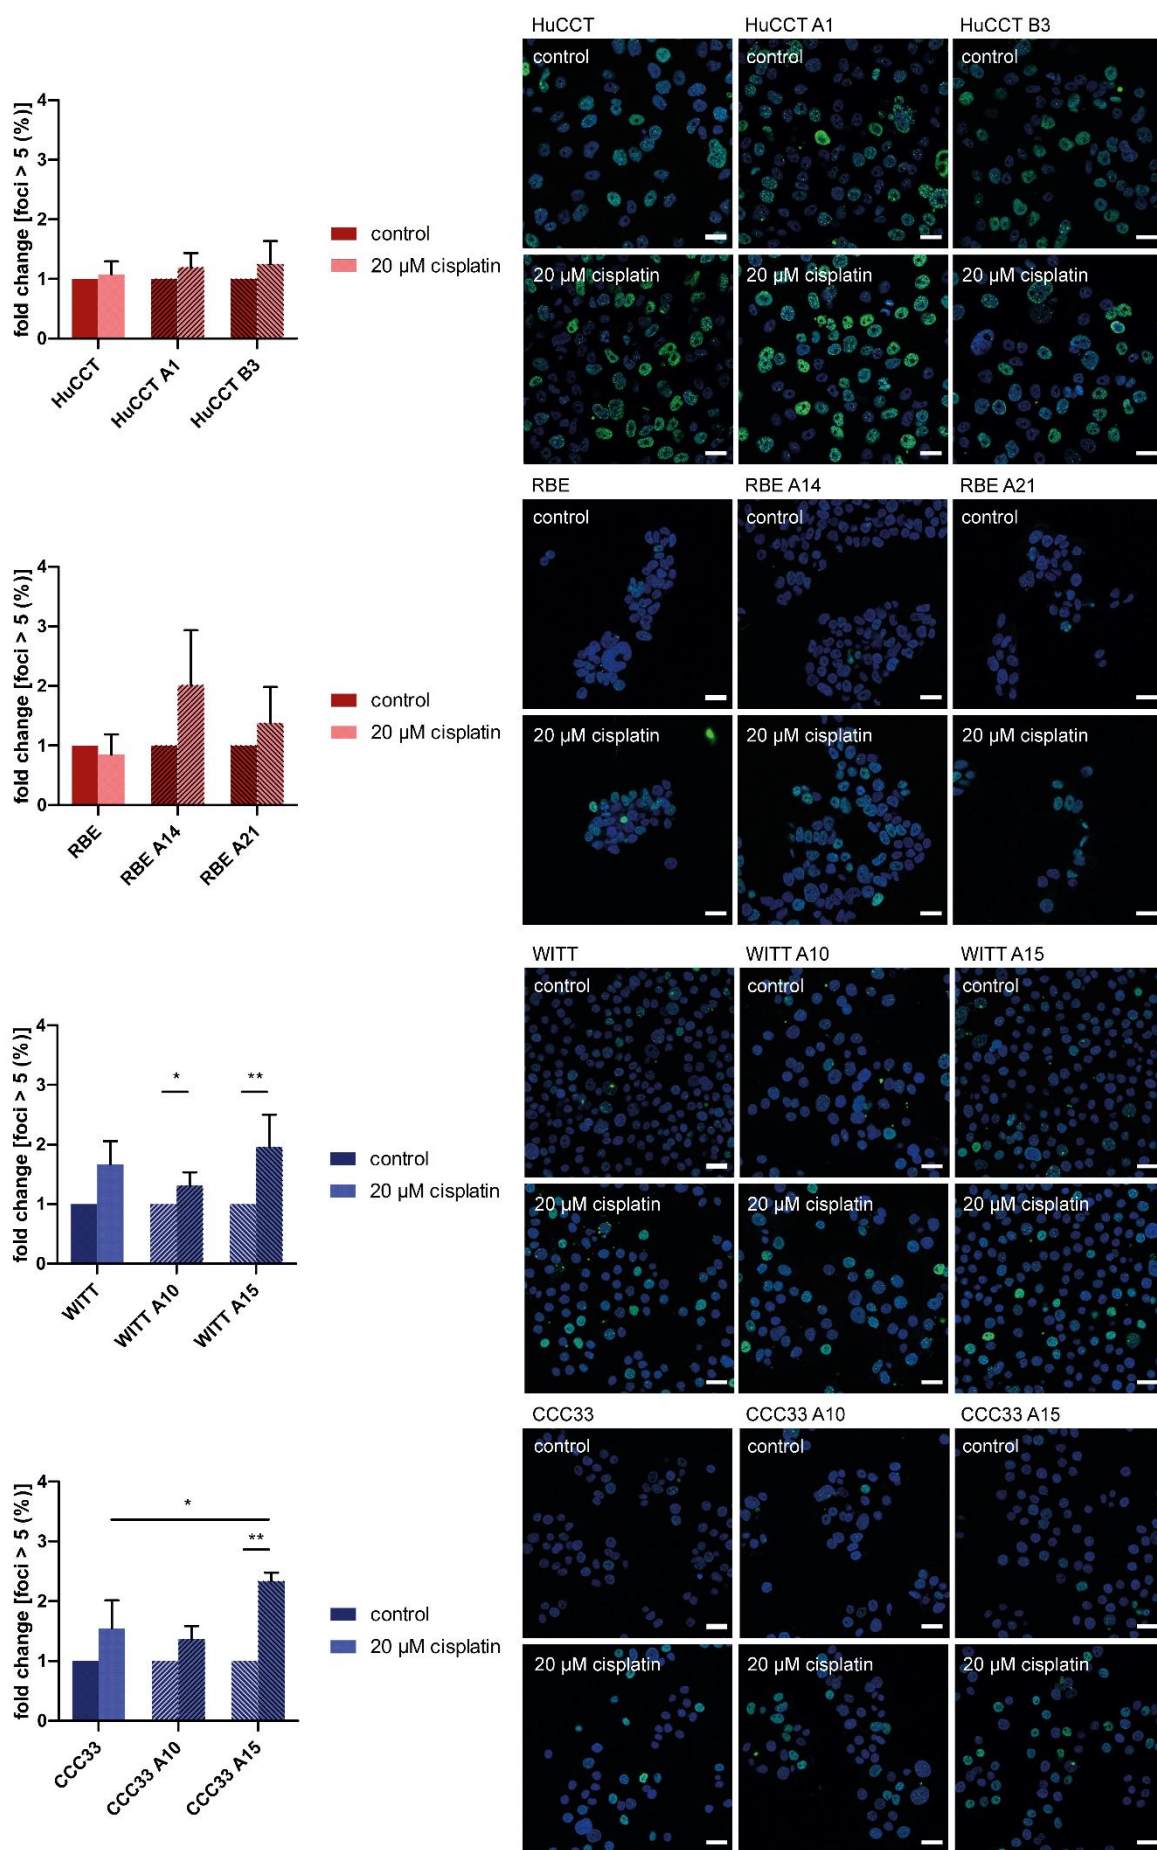 HuCCT
HuCCT A1
HuCCT B3
control
control
control
20 µM cisplatin
20 µM cisplatin
20 µM cisplatin
fold change [foci > 5 (%)]
4
3
2
1
0
HuCCT
HuCCT A1
HuCCT B3
control
20 µM cisplatin
RBE
RBE A14
RBE A21
control
control
control
20 µM cisplatin
20 µM cisplatin
20 µM cisplatin
fold change [foci > 5 (%)]
4
3
2
1
0
RBE
RBE A14
RBE A21
control
20 µM cisplatin
WITT
WITT A10
WITT A15
control
control
control
20 µM cisplatin
20 µM cisplatin
20 µM cisplatin
fold change [foci > 5 (%)]
4
3
2
1
0
*
**
WITT
WITT A10
WITT A15
control
20 µM cisplatin
CCC33
CCC33 A10
CCC33 A15
control
control
control
20 µM cisplatin
20 µM cisplatin
20 µM cisplatin
fold change [foci > 5 (%)]
4
3
2
1
0
*
**
CCC33
CCC33 A10
CCC33 A15
control
20 µM cisplatin